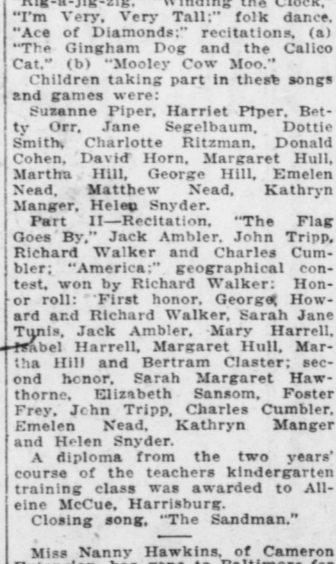 Rig-a-jig-zig, "Winding the Clock,"
"I'm Very, Very Tall;" folk dance,
"Ace of Diamonds;" recitations, (a)
"The Gingham Dog and the Calico
Cat." (b) "Mooley Cow Moo."
Children taking part in these songs
and games were:
Suzanne Piper, Harriet Piper, Bet-
ty Orr, Jane Segelbaum, Dottie
Smith, Charlotte Ritzman, Donald
Cohen, David Horn, Margaret Hull,
Martha Hill, George Hill, Emelen
Nead, Matthew Nead, Kathryn
Manger, Helen Snyder.
Part II—Recitation, "The Flag
Goes By," Jack Ambler, John Tripp,
Richard Walker and Charles Cum-
bler; "America;" geographical con-
test, won by Richard Walker; Hon-
or roll: First honor, George How-
ard and Richard Walker, Sarah Jane
Tunis, Jack Ambler, Mary Harrell,
Isabel Harrell, Margaret Hull, Mar-
tha Hill and Bertram Claster; sec-
ond honor, Sarah Margaret Haw-
thorne, Elizabeth Sansom, Foster
Frey, John Tripp, Charles Cumbler,
Emelen Nead, Kathryn Manger
and Helen Snyder.
A diploma from the two years'
course of the teachers kindergarten
training class was awarded to All-
eine McCue, Harrisburg.
Closing song, "The Sandman."
Miss Nanny Hawkins, of Cameron
has gone to Baltimore for